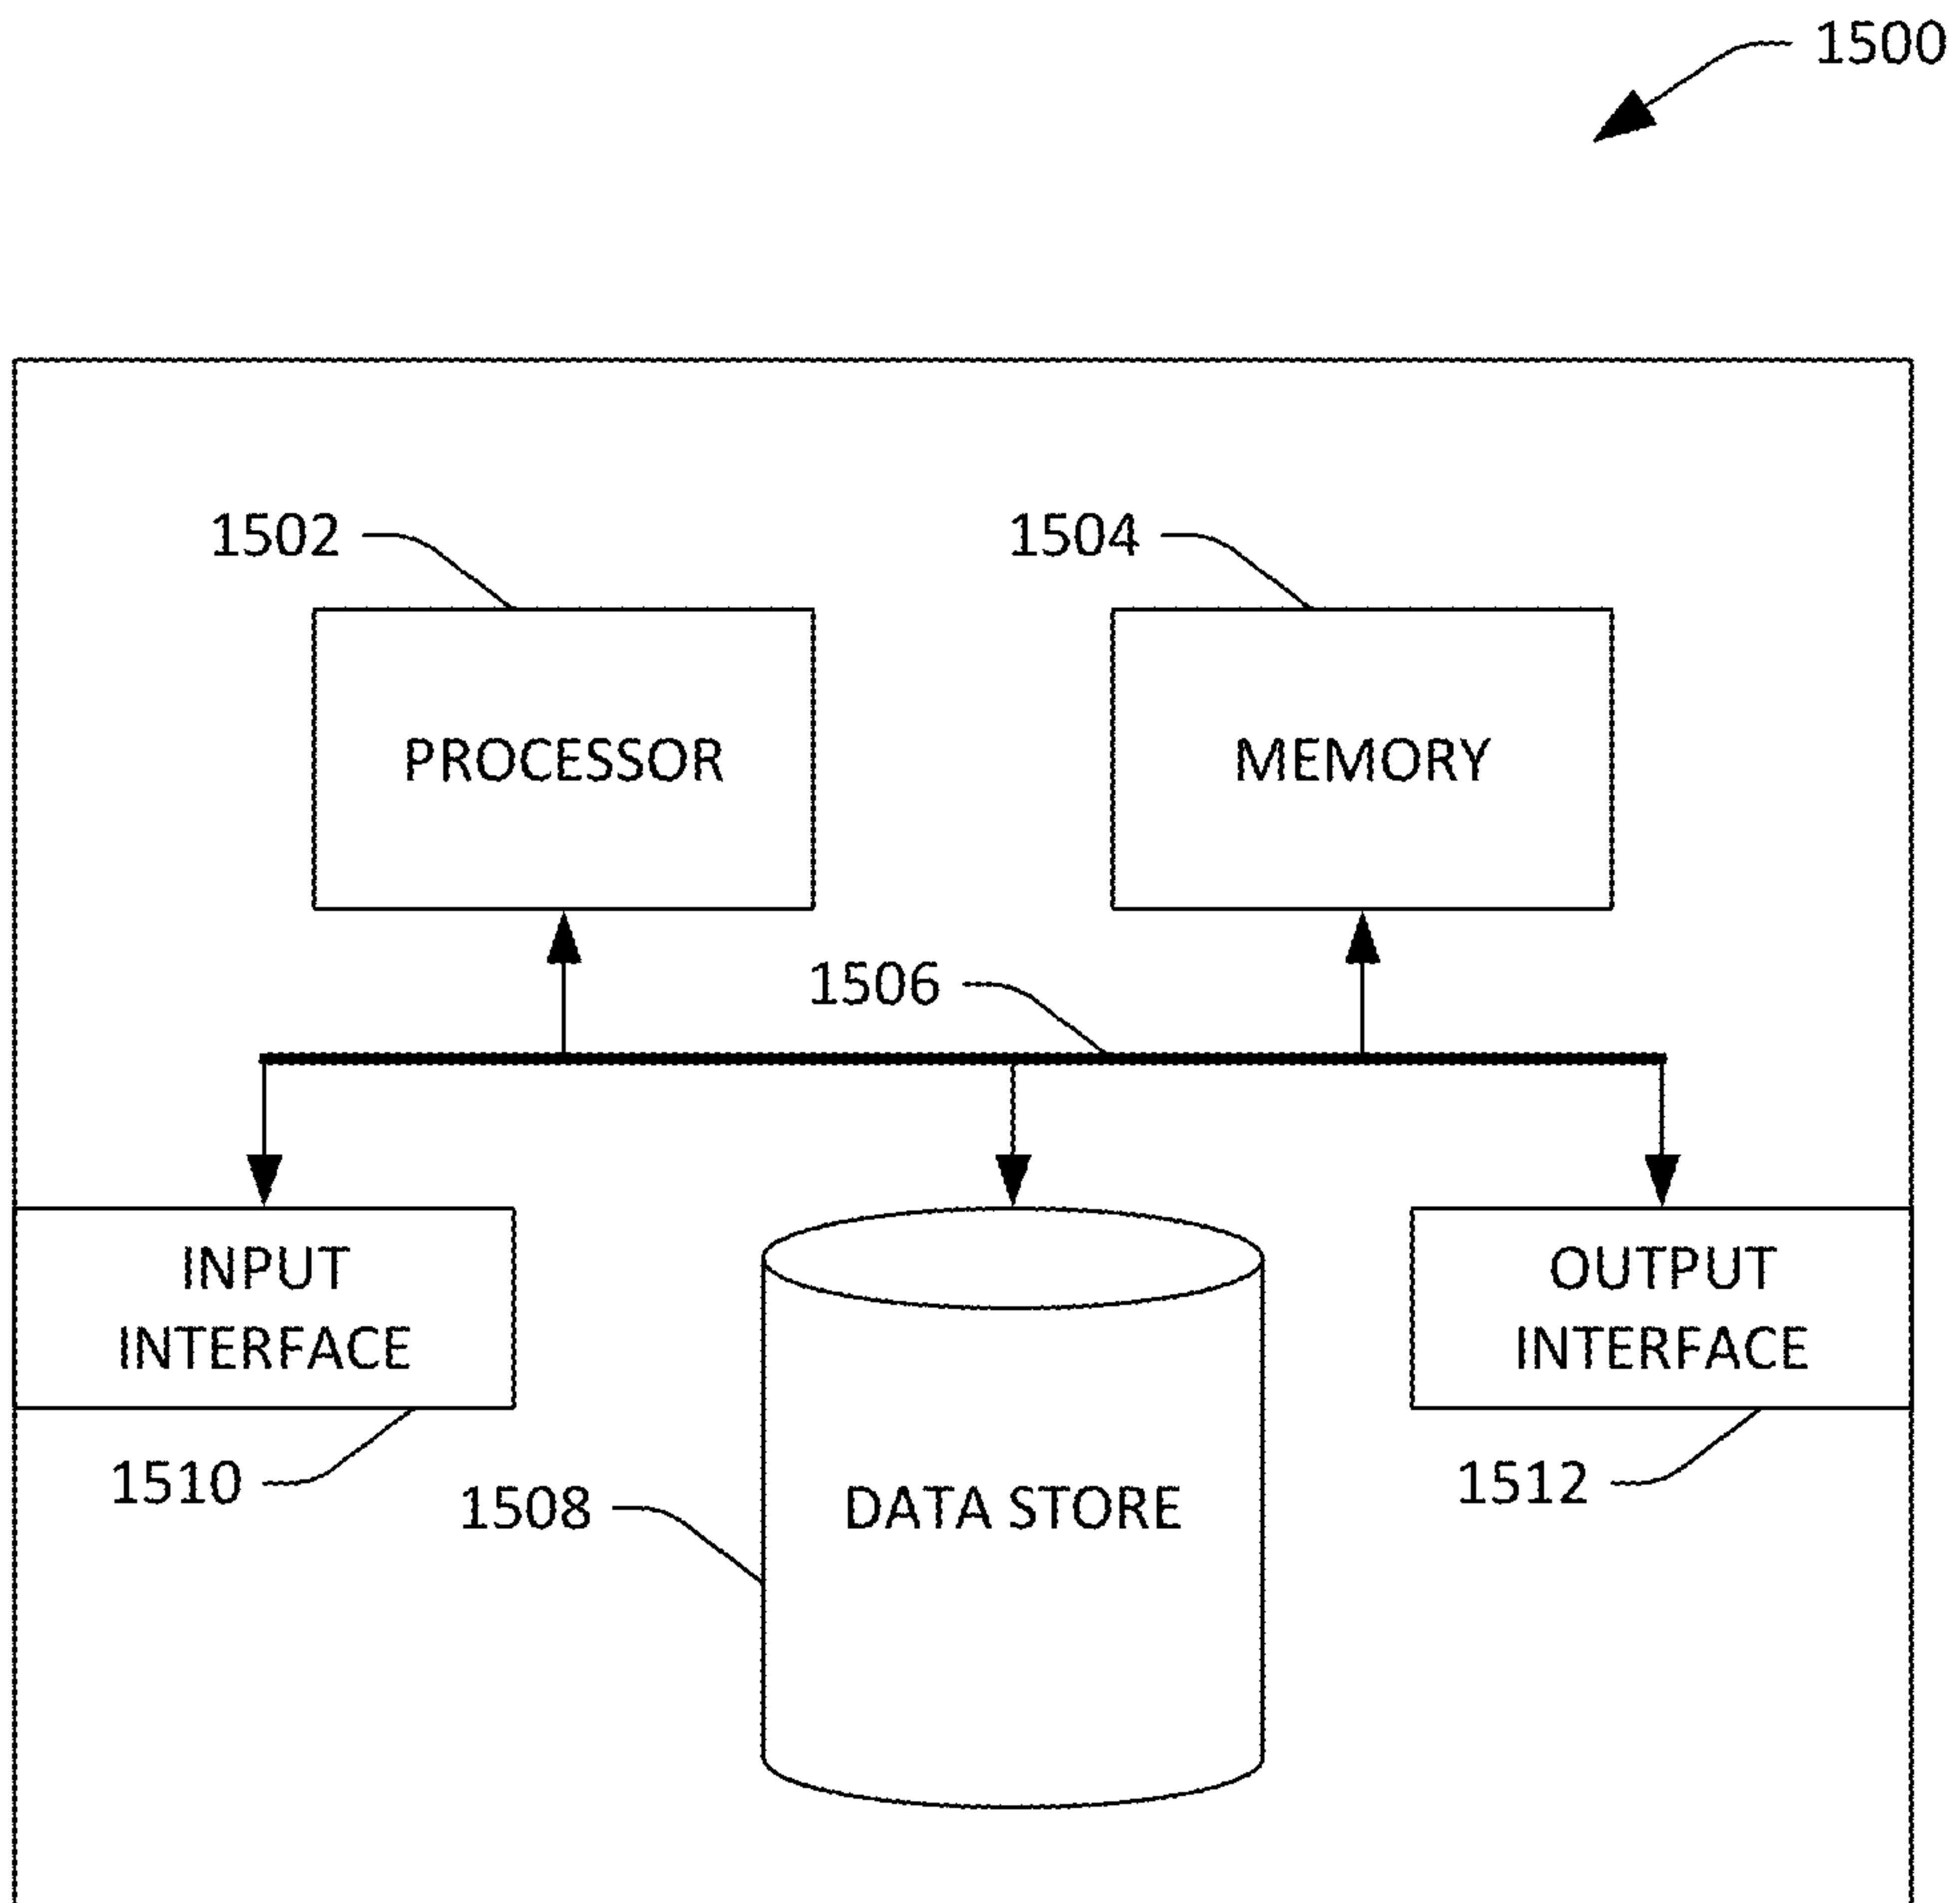 1500
1502
1504
PROCESSOR
MEMORY
1506
INPUT
INTERFACE
OUTPUT
INTERFACE
1510
1508
DATA STORE
1512